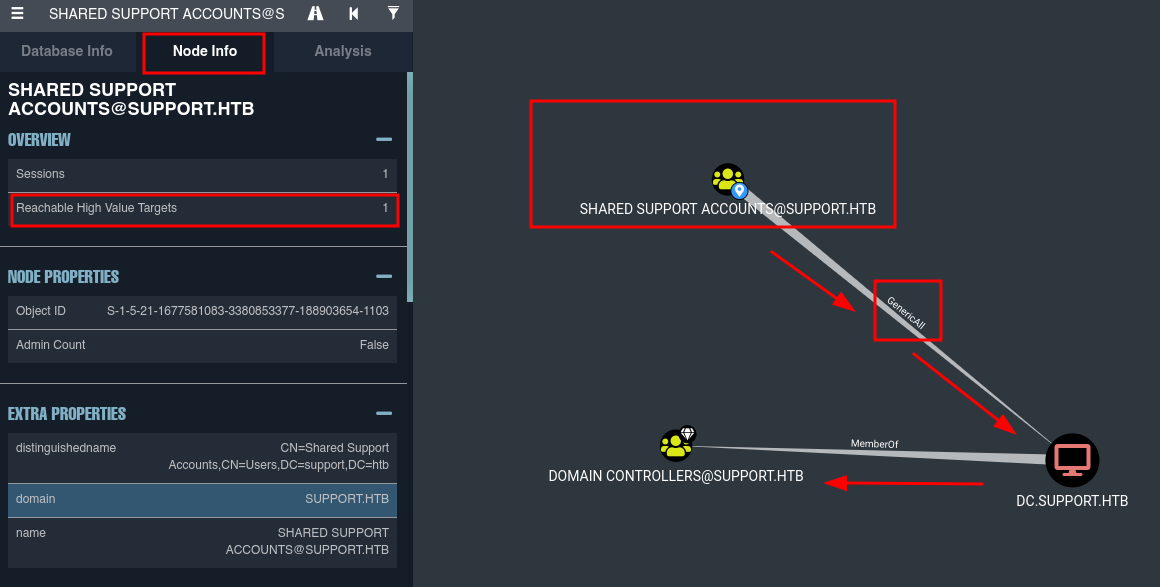 SHARED SUPPORT ACCOUNTS@S
Database Info
Node Info
Analysis
SHARED SUPPORT
ACCOUNTS@SUPPORT.HTB
OVERVIEW
Sessions 1
Reachable High Value Targets 1
NODE PROPERTIES
Object ID S-1-5-21-1677581083-3380853377-188903654-1103
Admin Count False
EXTRA PROPERTIES
distinguishedname CN=Shared Support
Accounts,CN=Users,DC=support,DC=htb
domain SUPPORT.HTB
name SHARED SUPPORT
ACCOUNTS@SUPPORT.HTB
SHARED SUPPORT ACCOUNTS@SUPPORT.HTB
GenericAll
MemberOf
DOMAIN CONTROLLERS@SUPPORT.HTB
DC.SUPPORT.HTB